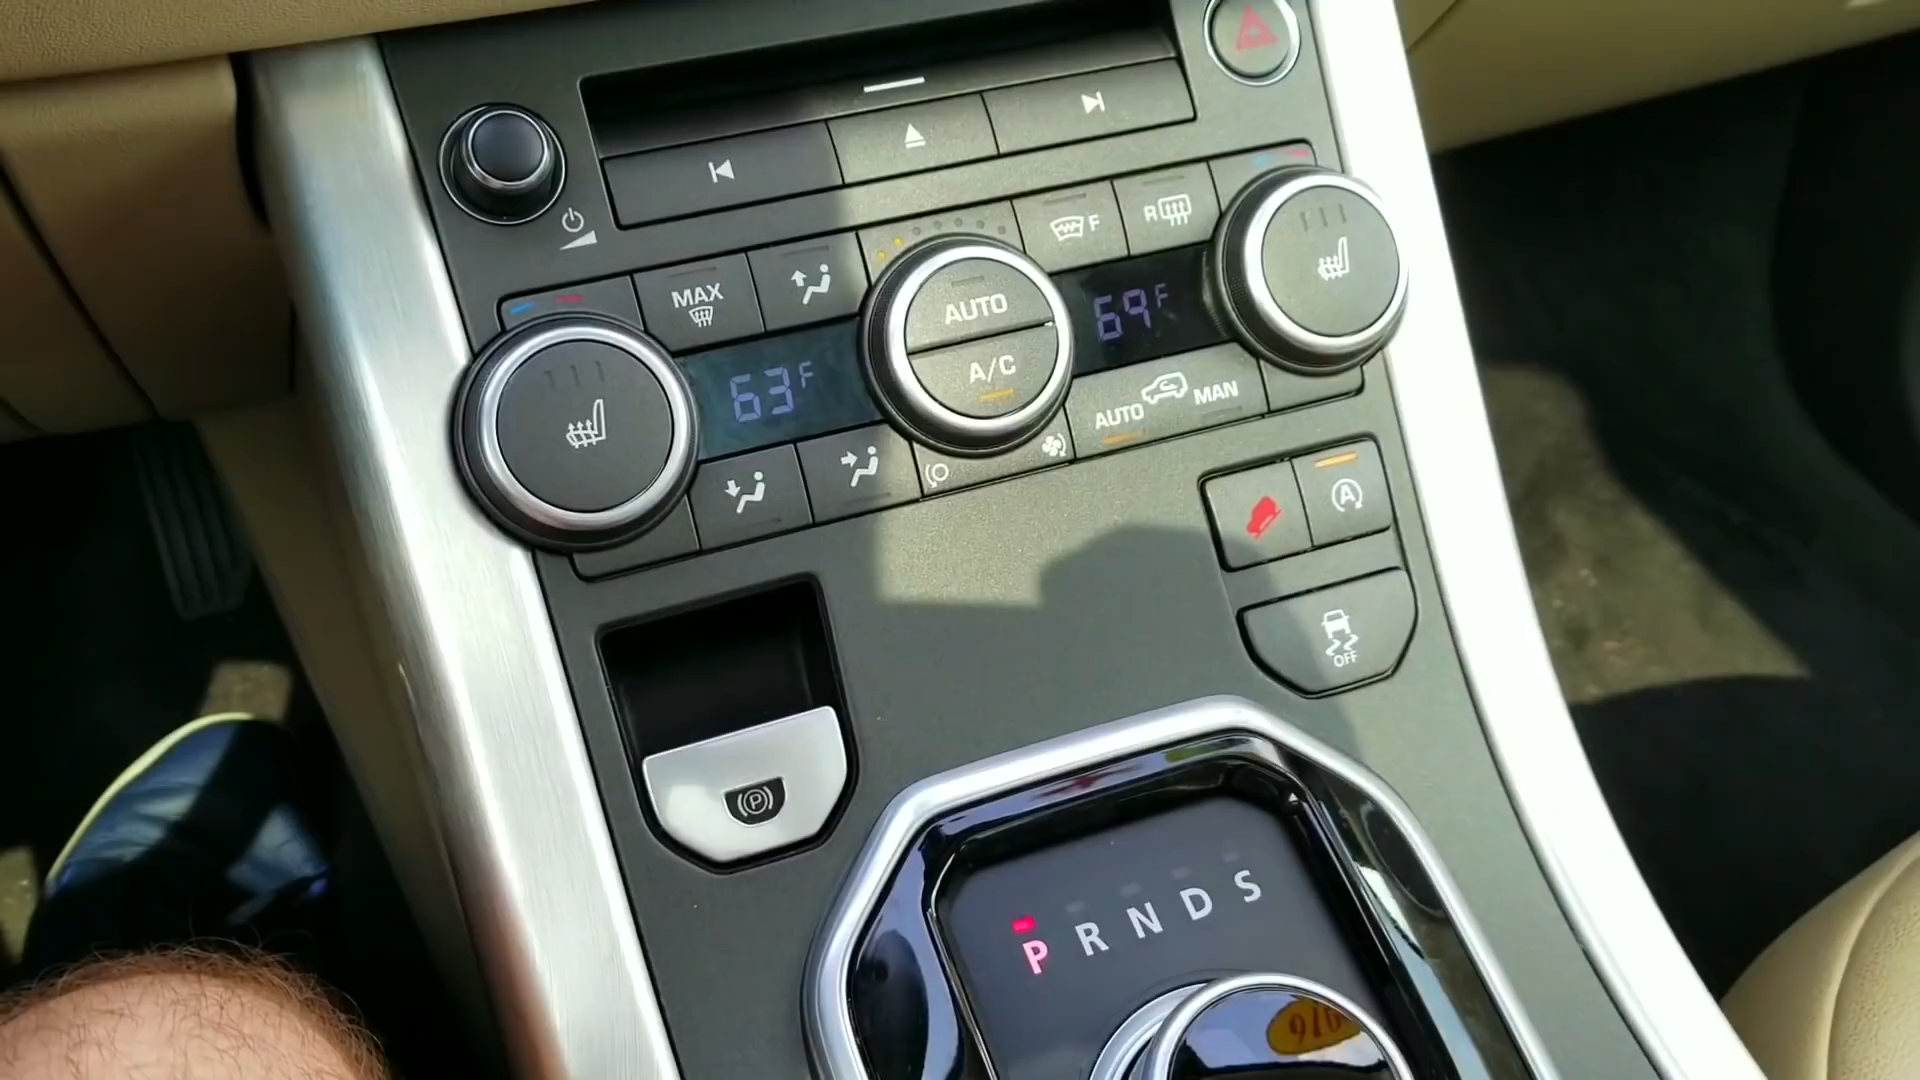 F
R
MAX
AUTO
A/C
63F
69F
AUTO MAN
A
OFF
P
P R N D S